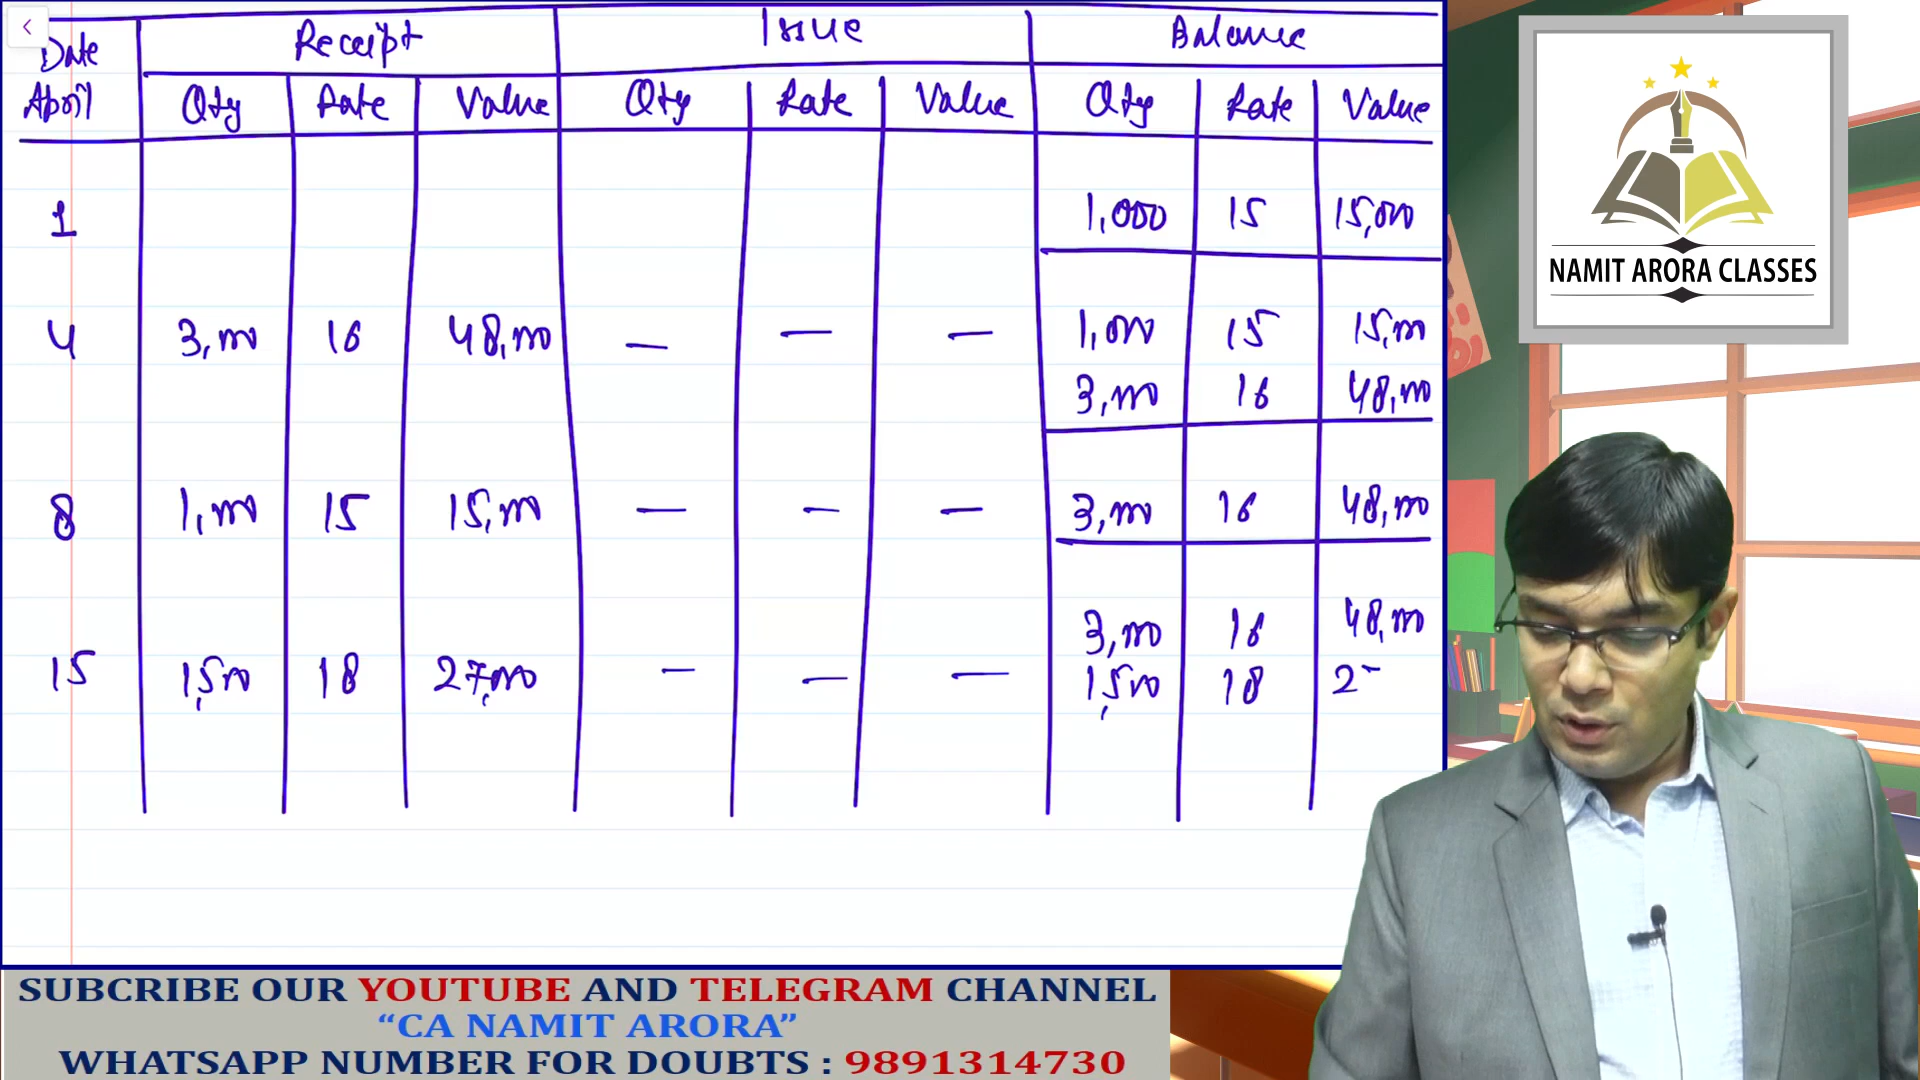 Date Receipt Issue Balance
April Qty Rate Value Qty Rate Value Qty Rate Value
1 1,000 15 15,000
4 3,000 16 48,000 — — — 1,000 15 15,000
3,000 16 48,000
8 1,000 15 15,000 — — — 3,000 16 48,000
3,000 16 48,000
15 1,500 18 27,000 — — — 1,500 18 2
NAMIT ARORA CLASSES
SUBCRIBE OUR YOUTUBE AND TELEGRAM CHANNEL
“CA NAMIT ARORA”
WHATSAPP NUMBER FOR DOUBTS : 9891314730